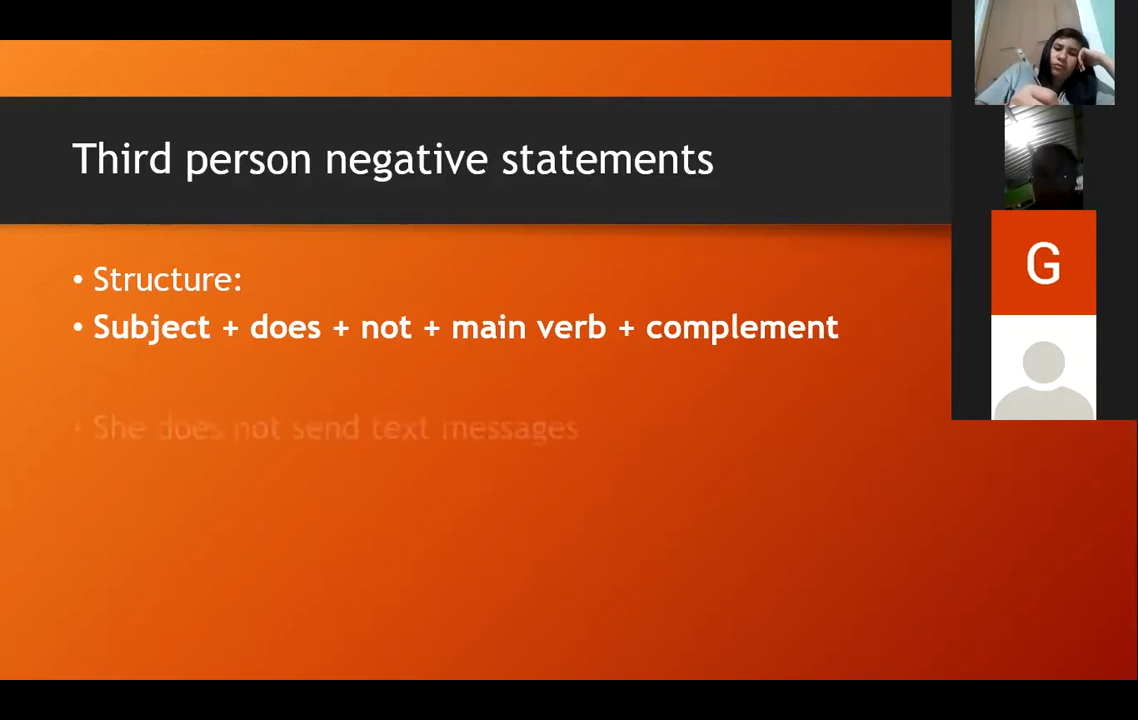 Third person negative statements
• Structure:
• Subject + does + not + main verb + complement
• She does not send text messages
G